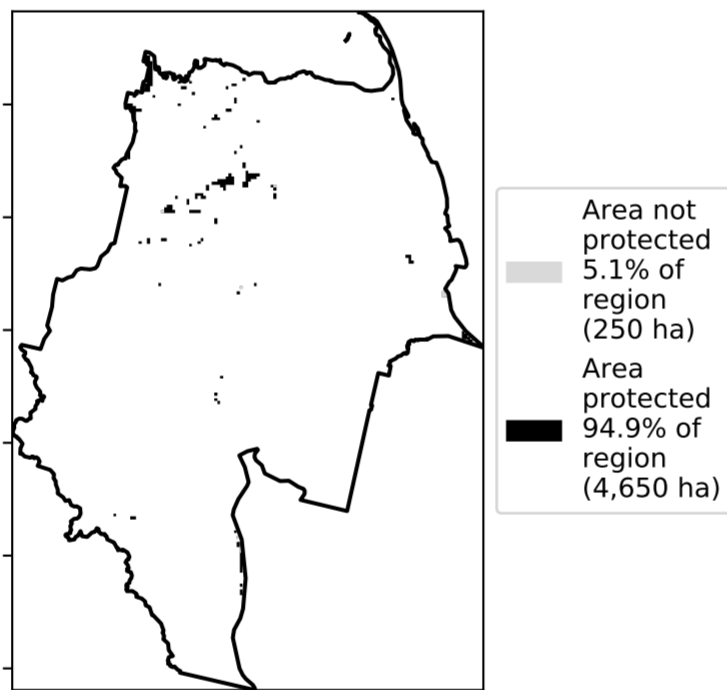 Area not
protected
5.1% of
region
(250 ha)
Area
protected
94.9% of
region
(4,650 ha)